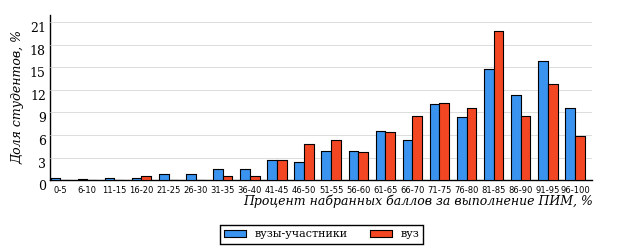 Доля студентов, %
21
18
15
12
9
6
3
0
0-5 6-10 11-15 16-20 21-25 26-30 31-35 36-40 41-45 46-50 51-55 56-60 61-65 66-70 71-75 76-80 81-85 86-90 91-95 96-100
Процент набранных баллов за выполнение ПИМ, %
вузы-участники вуз